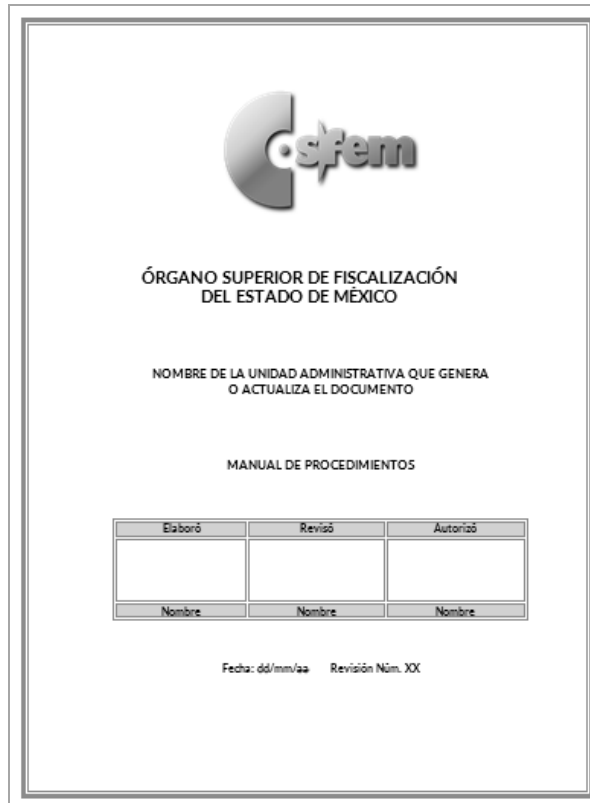 Osfem
ÓRGANO SUPERIOR DE FISCALIZACIÓN
DEL ESTADO DE MÉXICO
NOMBRE DE LA UNIDAD ADMINISTRATIVA QUE GENERA
O ACTUALIZA EL DOCUMENTO
MANUAL DE PROCEDIMIENTOS
Elaboró Revisó Autorizó
Nombre Nombre Nombre
Fecha: dd/mm/aa Revisión Núm. XX